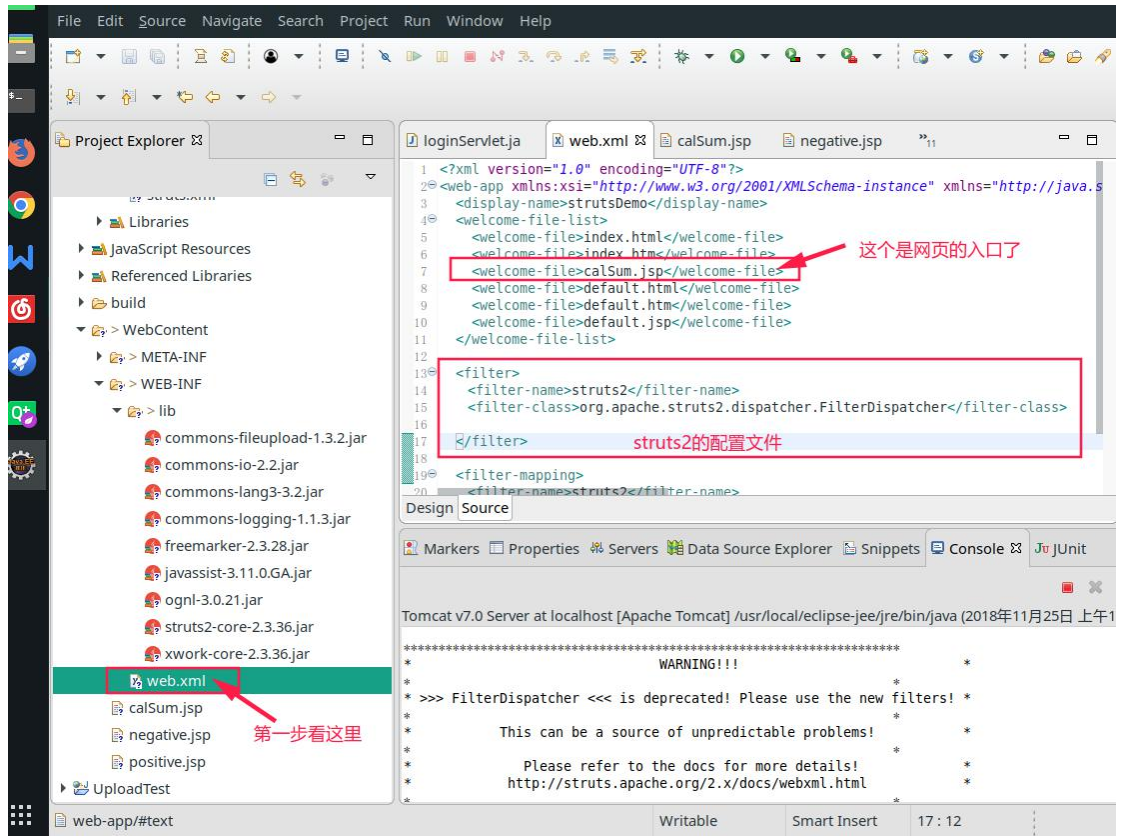 File Edit Source Navigate Search Project Run Window Help
Project Explorer
Libraries
JavaScript Resources
Referenced Libraries
build
> WebContent
> META-INF
> WEB-INF
> lib
commons-fileupload-1.3.2.jar
commons-io-2.2.jar
commons-lang3-3.2.jar
commons-logging-1.1.3.jar
freemarker-2.3.28.jar
javassist-3.11.0.GA.jar
ognl-3.0.21.jar
struts2-core-2.3.36.jar
xwork-core-2.3.36.jar
web.xml
calSum.jsp
negative.jsp
第一步看这里
positive.jsp
UploadTest
loginServlet.ja web.xml calSum.jsp negative.jsp »11
1 <?xml version="1.0" encoding="UTF-8"?>
2 <web-app xmlns:xsi="http://www.w3.org/2001/XMLSchema-instance" xmlns="http://java.s
3 <display-name>strutsDemo</display-name>
4 <welcome-file-list>
5 <welcome-file>index.html</welcome-file>
6 <welcome-file>index.htm</welcome-file>
这个是网页的入口了
7 <welcome-file>calSum.jsp</welcome-file>
8 <welcome-file>default.html</welcome-file>
9 <welcome-file>default.htm</welcome-file>
10 <welcome-file>default.jsp</welcome-file>
11 </welcome-file-list>
12
13 <filter>
14 <filter-name>struts2</filter-name>
15 <filter-class>org.apache.struts2.dispatcher.FilterDispatcher</filter-class>
16
17 </filter>
struts2的配置文件
18
19 <filter-mapping>
20 <filter-name>struts2</filter-name>
Design Source
Markers Properties Servers Data Source Explorer Snippets Console JUnit
Tomcat v7.0 Server at localhost [Apache Tomcat] /usr/local/eclipse-jee/jre/bin/java (2018年11月25日 上午1
***********************************************************************
* WARNING!!! *
* *
* >>> FilterDispatcher <<< is deprecated! Please use the new filters! *
* *
* This can be a source of unpredictable problems! *
* *
* Please refer to the docs for more details! *
* http://struts.apache.org/2.x/docs/webxml.html *
* *
web-app/#text Writable Smart Insert 17 : 12